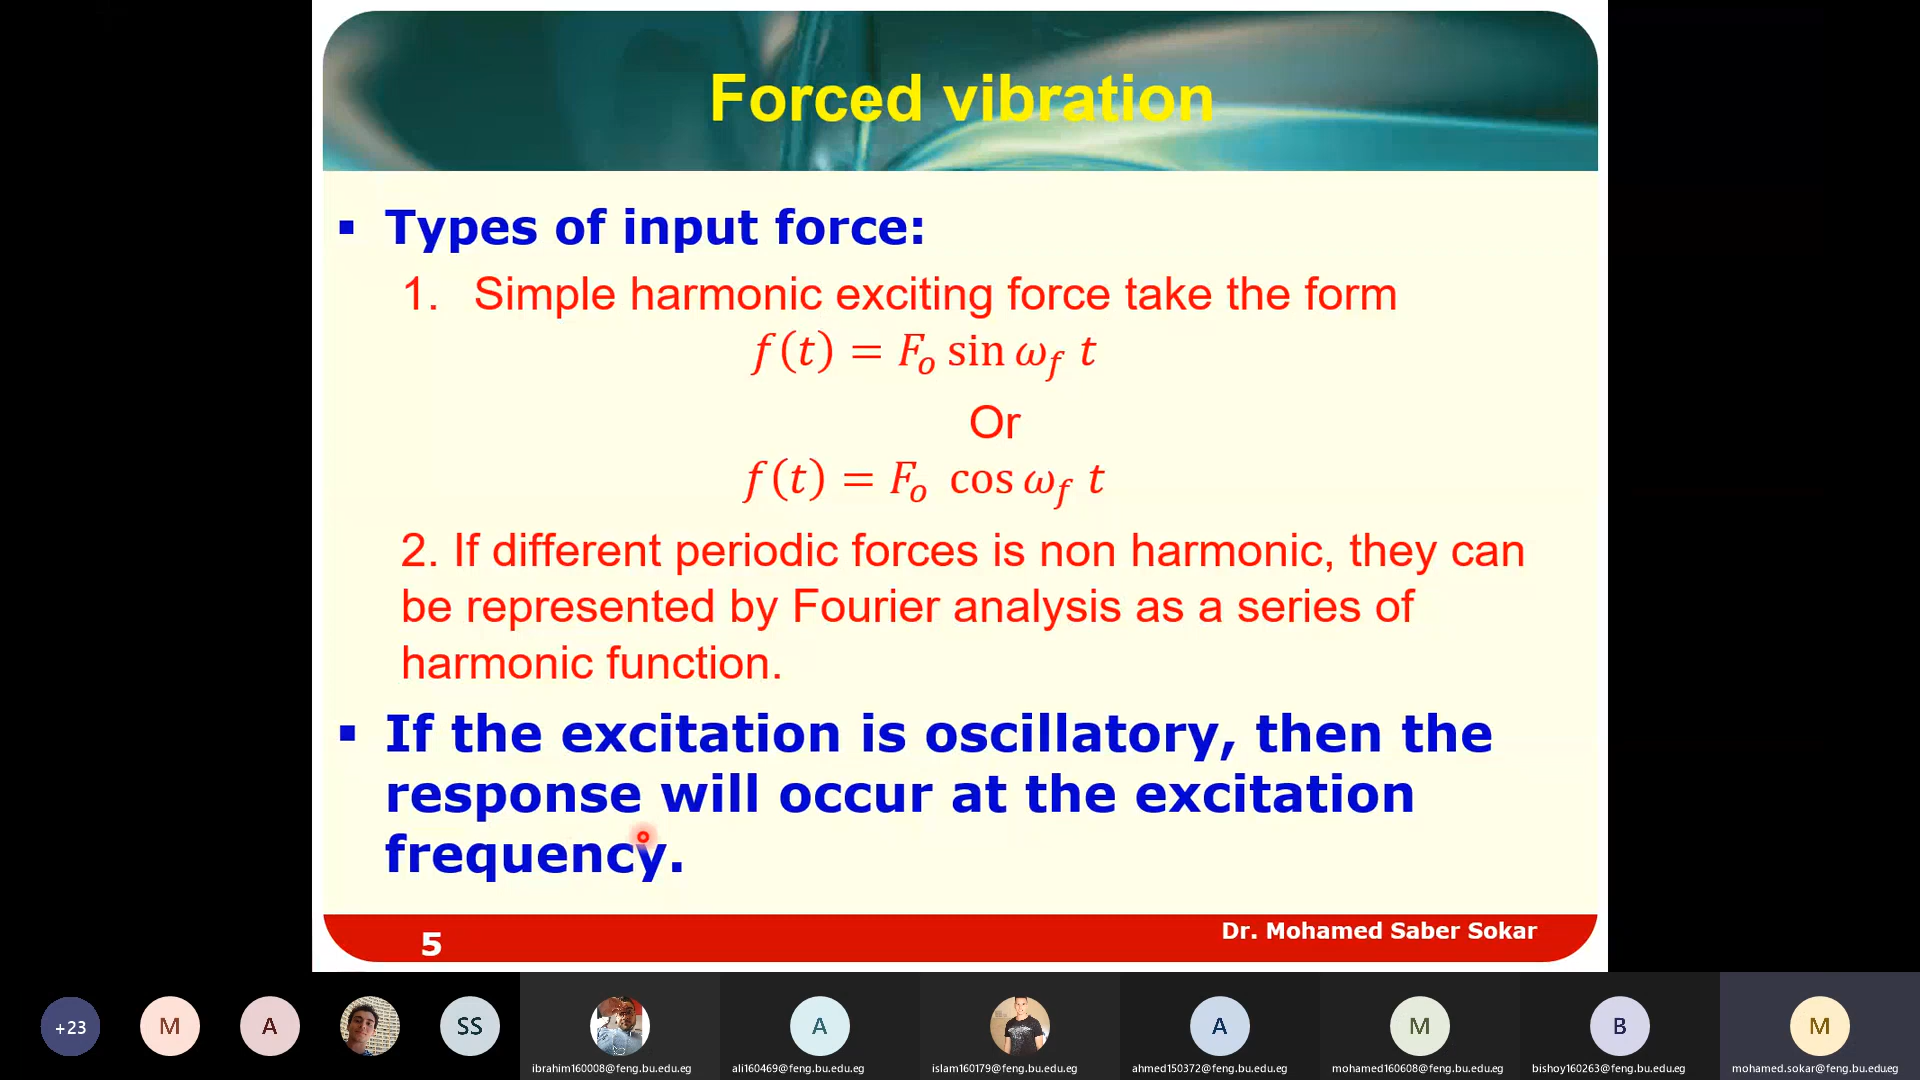 Forced vibration
▪ Types of input force:
1. Simple harmonic exciting force take the form
f(t) = Fₒ sin ω_f t
Or
f(t) = Fₒ cos ω_f t
2. If different periodic forces is non harmonic, they can
be represented by Fourier analysis as a series of
harmonic function.
▪ If the excitation is oscillatory, then the
response will occur at the excitation
frequency.
5
Dr. Mohamed Saber Sokar
+23
M
A
SS
A
A
M
B
M
ibrahim160008@feng.bu.edu.eg
ali160469@feng.bu.edu.eg
islam160179@feng.bu.edu.eg
ahmed150372@feng.bu.edu.eg
mohamed160608@feng.bu.edu.eg
bishoy160263@feng.bu.edu.eg
mohamed.sokar@feng.bu.edu.eg